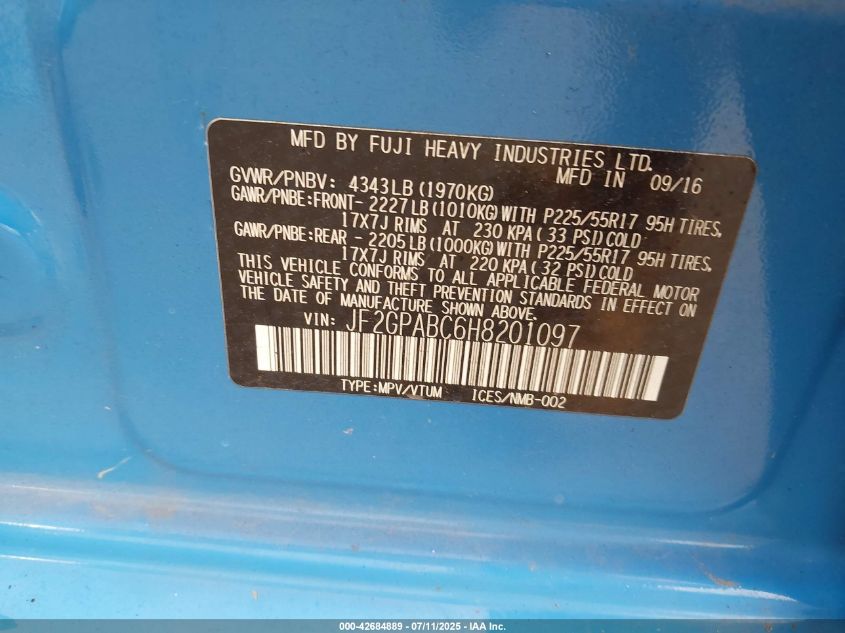 MFD BY FUJI HEAVY INDUSTRIES LTD.
MFD IN 09/16
GVWR/PNBV: 4343LB(1970KG)
GAWR/PNBE:FRONT- 2227LB(1010KG)WITH P225/55R17 95H TIRES,
17X7J RIMS AT 230 KPA(33 PSI)COLD
GAWR/PNBE:REAR - 2205LB(1000KG)WITH P225/55R17 95H TIRES,
17X7J RIMS AT 220 KPA(32 PSI)COLD
THIS VEHICLE CONFORMS TO ALL APPLICABLE FEDERAL MOTOR
VEHICLE SAFETY AND THEFT PREVENTION STANDARDS IN EFFECT ON
THE DATE OF MANUFACTURE SHOWN ABOVE.
VIN: JF2GPABC6H8201097
TYPE:MPV/VTUM ICES/NMB-002
000-42684889 - 07/11/2025 - IAA Inc.